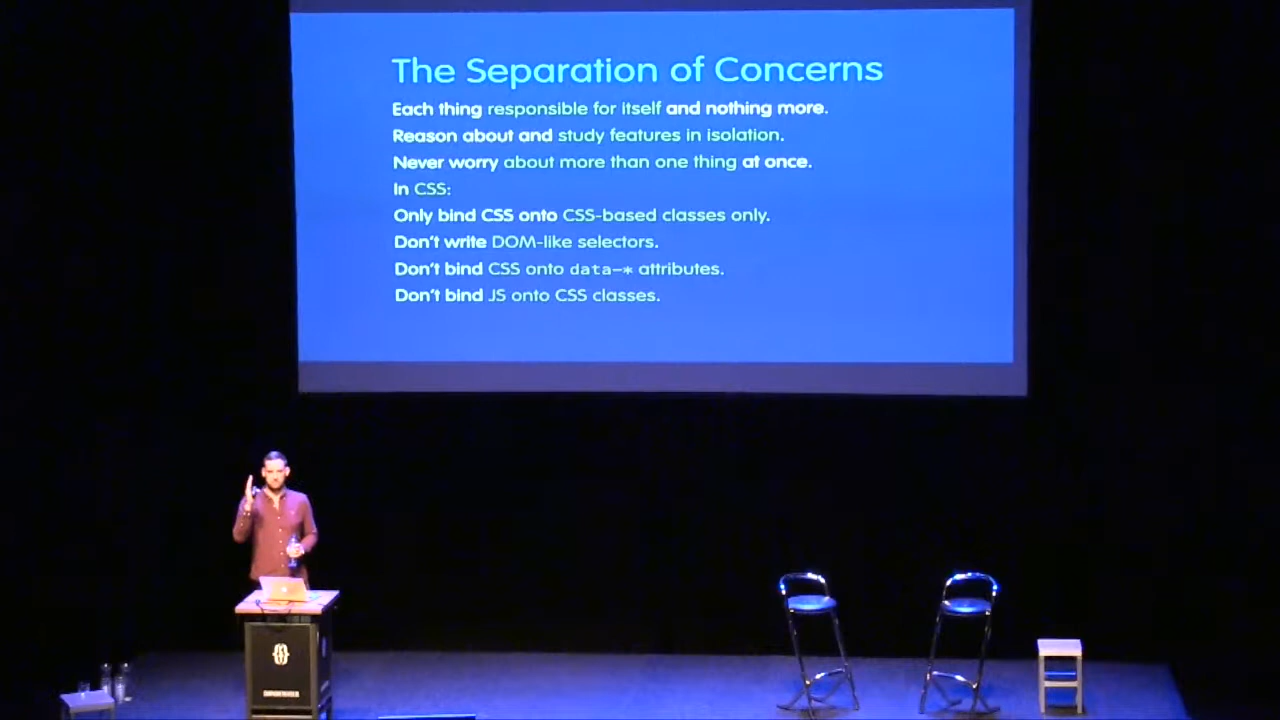 The Separation of Concerns
Each thing responsible for itself and nothing more.
Reason about and study features in isolation.
Never worry about more than one thing at once.
In CSS:
Only bind CSS onto CSS-based classes only.
Don't write DOM-like selectors.
Don't bind CSS onto data-* attributes.
Don't bind JS onto CSS classes.